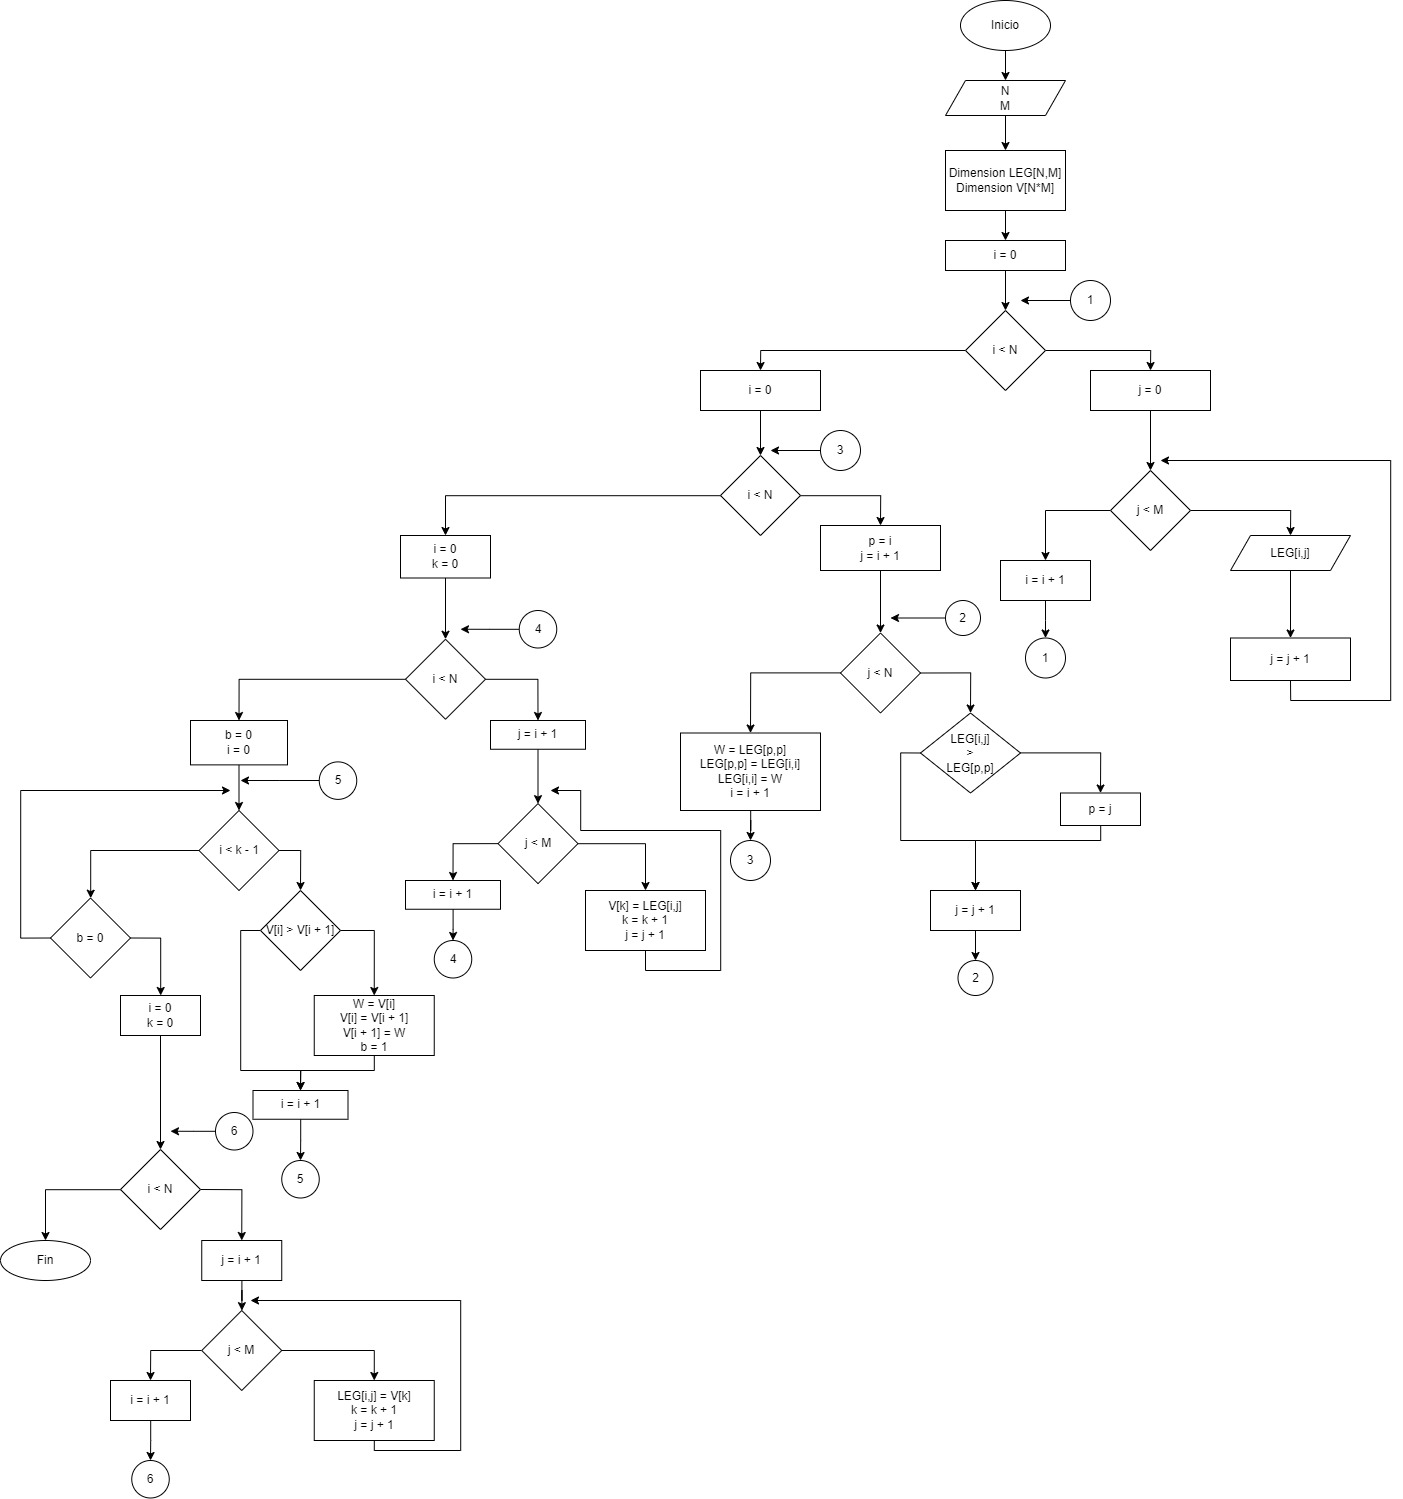 Inicio
N
M
Dimension LEG[N,M]
Dimension V[N*M]
i = 0
1
i < N
i = 0
j = 0
3
i < N
j < M
i = 0
k = 0
p = i
j = i + 1
LEG[i,j]
i = i + 1
4
2
1
j = j + 1
i < N
j < N
b = 0
i = 0
j = i + 1
W = LEG[p,p]
LEG[p,p] = LEG[i,i]
LEG[i,i] = W
i = i + 1
LEG[i,j]
>
LEG[p,p]
5
p = j
i < k - 1
j < M
3
i = i + 1
V[k] = LEG[i,j]
k = k + 1
j = j + 1
j = j + 1
b = 0
V[i] > V[i + 1]
4
2
i = 0
k = 0
W = V[i]
V[i] = V[i + 1]
V[i + 1] = W
b = 1
i = i + 1
6
5
i < N
Fin
j = i + 1
j < M
i = i + 1
LEG[i,j] = V[k]
k = k + 1
j = j + 1
6